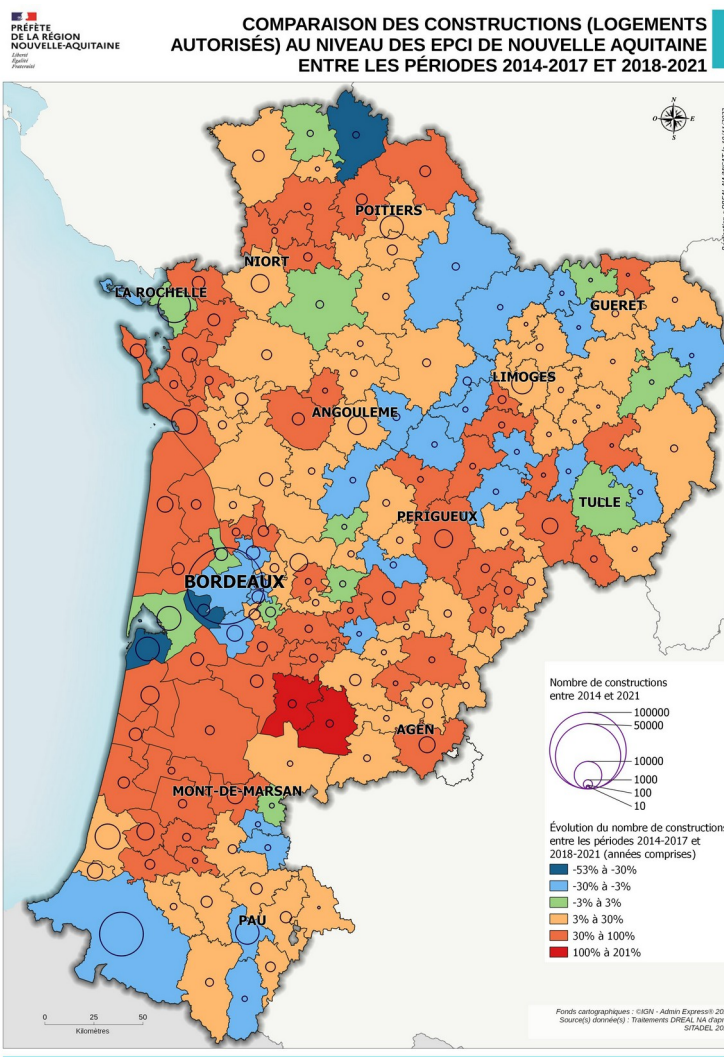 PRÉFÈTE
DE LA RÉGION
NOUVELLE-AQUITAINE
Liberté
Égalité
Fraternité
COMPARAISON DES CONSTRUCTIONS (LOGEMENTS
AUTORISÉS) AU NIVEAU DES EPCI DE NOUVELLE AQUITAINE
ENTRE LES PÉRIODES 2014-2017 ET 2018-2021
N
O
E
S
POITIERS
NIORT
LA ROCHELLE
GUERET
LIMOGES
ANGOULEME
TULLE
PERIGUEUX
BORDEAUX
AGEN
MONT-DE-MARSAN
PAU
Nombre de constructions
entre 2014 et 2021
100000
50000
10000
1000
100
10
Évolution du nombre de constructions
entre les périodes 2014-2017 et
2018-2021 (années comprises)
-53% à -30%
-30% à -3%
-3% à 3%
3% à 30%
30% à 100%
100% à 201%
0 25 50
Kilomètres
Fonds cartographiques : ©IGN - Admin Express® 20
Source(s) donnée(s) : Traitements DREAL NA d'apr
SITADEL 20